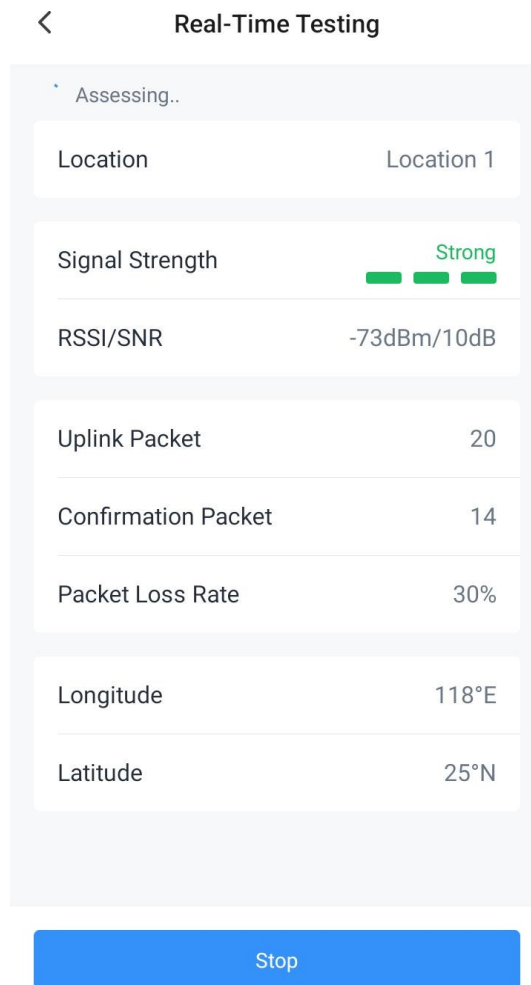 Real-Time Testing
Assessing..
Location Location 1
Signal Strength Strong
RSSI/SNR -73dBm/10dB
Uplink Packet 20
Confirmation Packet 14
Packet Loss Rate 30%
Longitude 118°E
Latitude 25°N
Stop